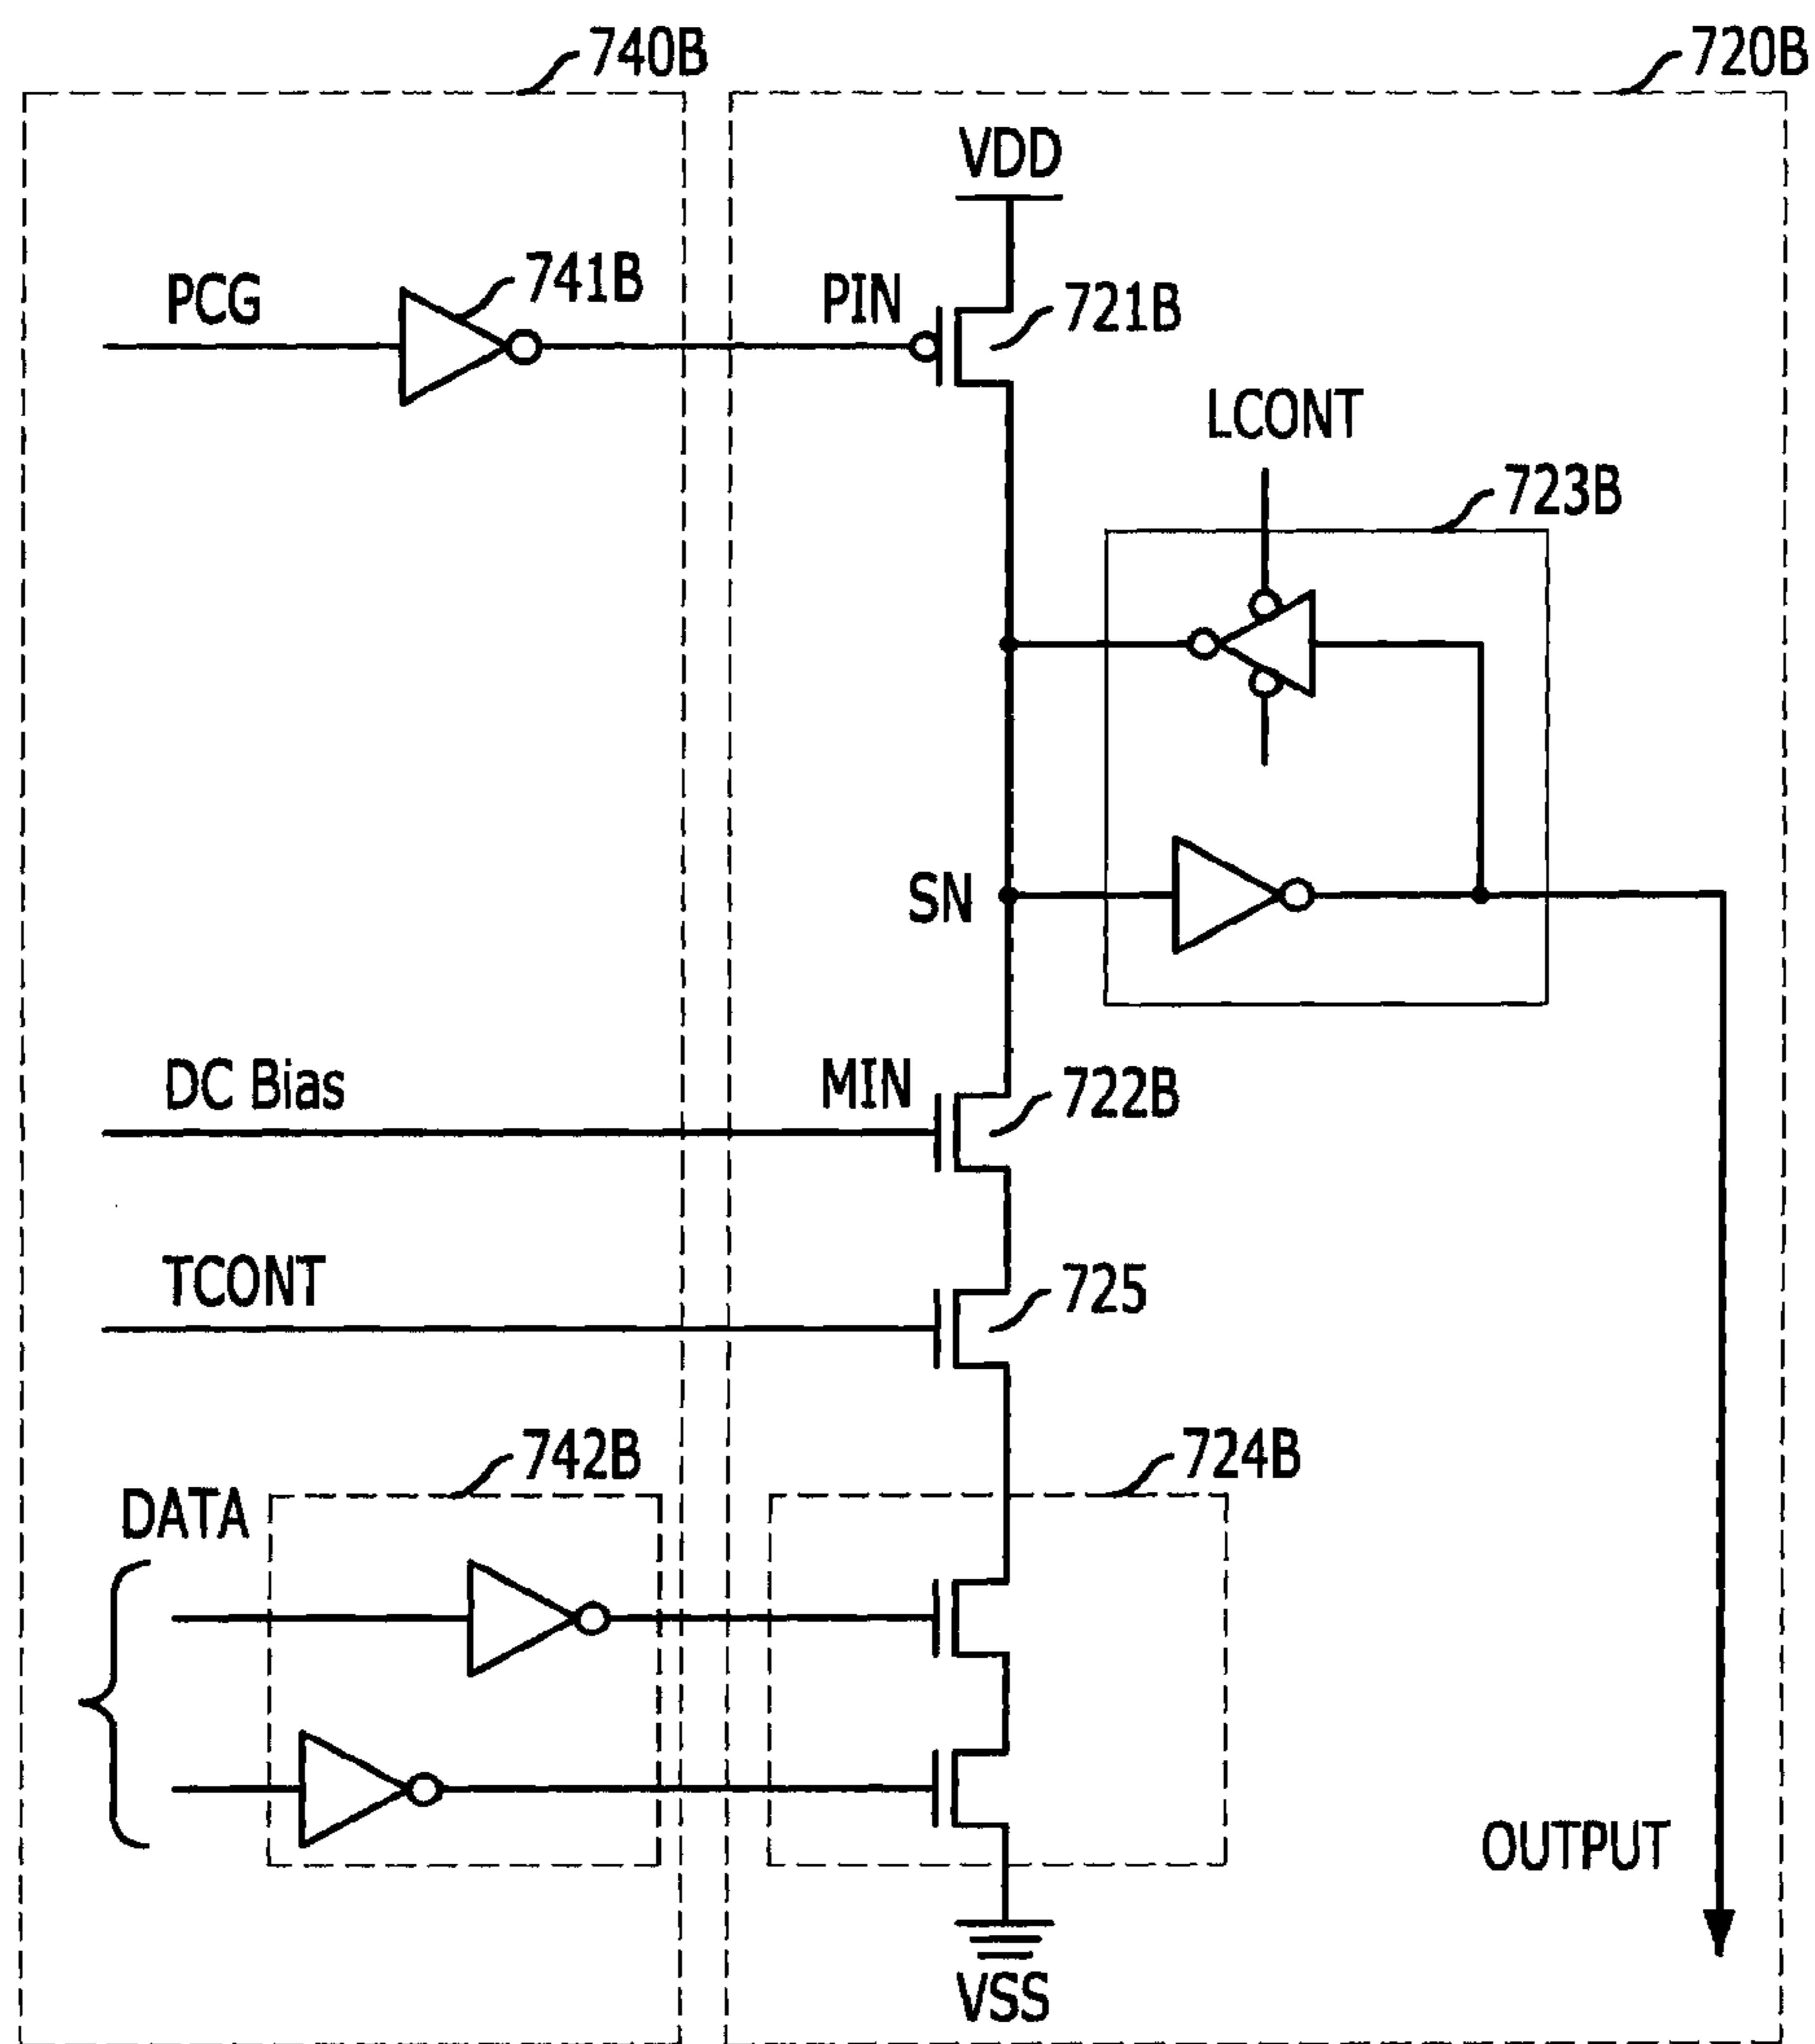 740B
720B
VDD
PCG
741B
PIN
721B
LCONT
723B
SN
DC Bias
MIN
722B
TCONT
725
742B
724B
DATA
OUTPUT
VSS